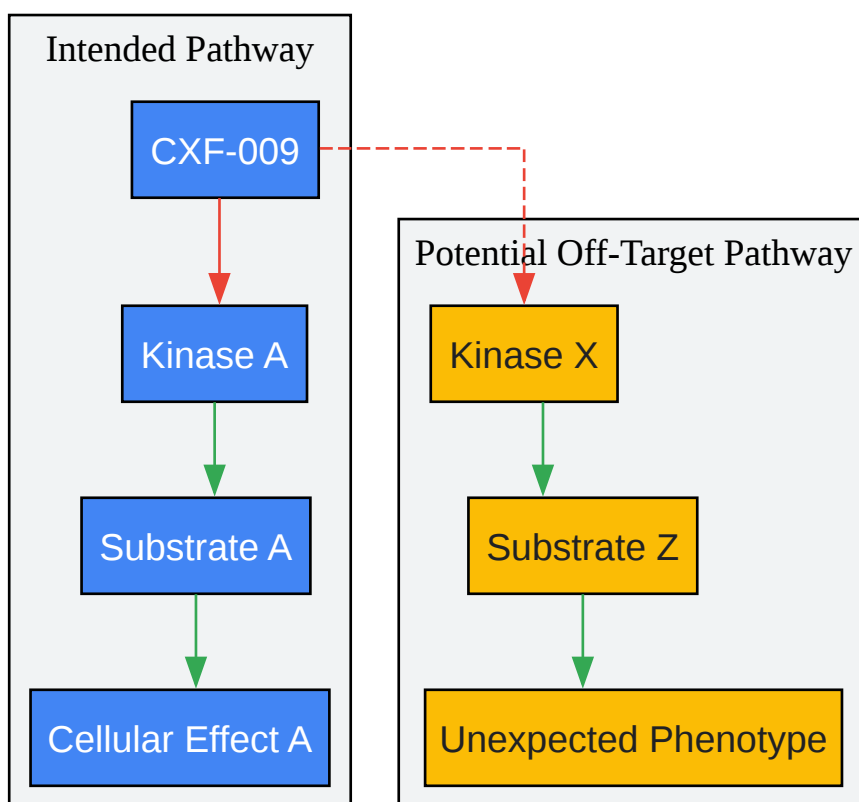 Intended Pathway
CXF-009
Kinase A
Substrate A
Cellular Effect A
Potential Off-Target Pathway
Kinase X
Substrate Z
Unexpected Phenotype